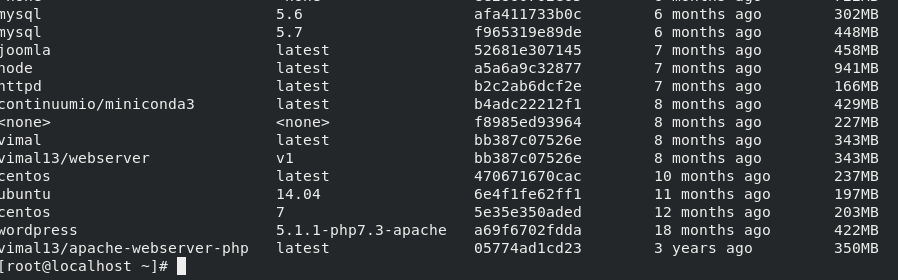 mysql 5.6 afa411733b0c 6 months ago 302MB
mysql 5.7 f965319e89de 6 months ago 448MB
joomla latest 52681e307145 7 months ago 458MB
node latest a5a6a9c32877 7 months ago 941MB
httpd latest b2c2ab6dcf2e 7 months ago 166MB
continuumio/miniconda3 latest b4adc22212f1 8 months ago 429MB
<none> <none> f8985ed93964 8 months ago 227MB
vimal latest bb387c07526e 8 months ago 343MB
vimal13/webserver v1 bb387c07526e 8 months ago 343MB
centos latest 470671670cac 10 months ago 237MB
ubuntu 14.04 6e4f1fe62ff1 11 months ago 197MB
centos 7 5e35e350aded 12 months ago 203MB
wordpress 5.1.1-php7.3-apache a69f6702fdda 18 months ago 422MB
vimal13/apache-webserver-php latest 05774ad1cd23 3 years ago 350MB
[root@localhost ~]#